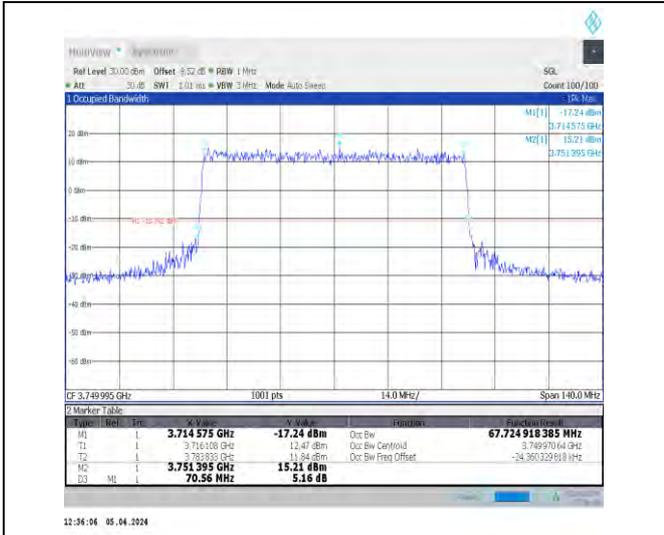 MultiView Spectrum
Ref Level 30.00 dBm Offset 8.52 dB RBW 1 MHz SGL
Att 30 dB SWT 1.01 ms VBW 3 MHz Mode Auto Sweep Count 100/100
1 Occupied Bandwidth 1Pk Max
M1[1] -17.24 dBm
3.714575 GHz
M2[1] 15.21 dBm
3.751395 GHz
20 dBm
10 dBm
0 dBm
-10 dBm
-20 dBm
-40 dBm
-50 dBm
-60 dBm
CF 3.749995 GHz 1001 pts 14.0 MHz/ Span 140.0 MHz
2 Marker Table
Type Ref Trc X-Value Y-Value Function Function Result
M1 1 3.714 575 GHz -17.24 dBm Occ Bw 67.724 918 385 MHz
T1 1 3.716108 GHz 12.47 dBm Occ Bw Centroid 3.74997064 GHz
T2 1 3.783833 GHz 11.84 dBm Occ Bw Freq Offset -24.360329818 kHz
M2 1 3.751 395 GHz 15.21 dBm
D3 M1 1 70.56 MHz 5.16 dB
12:36:06 05.04.2024